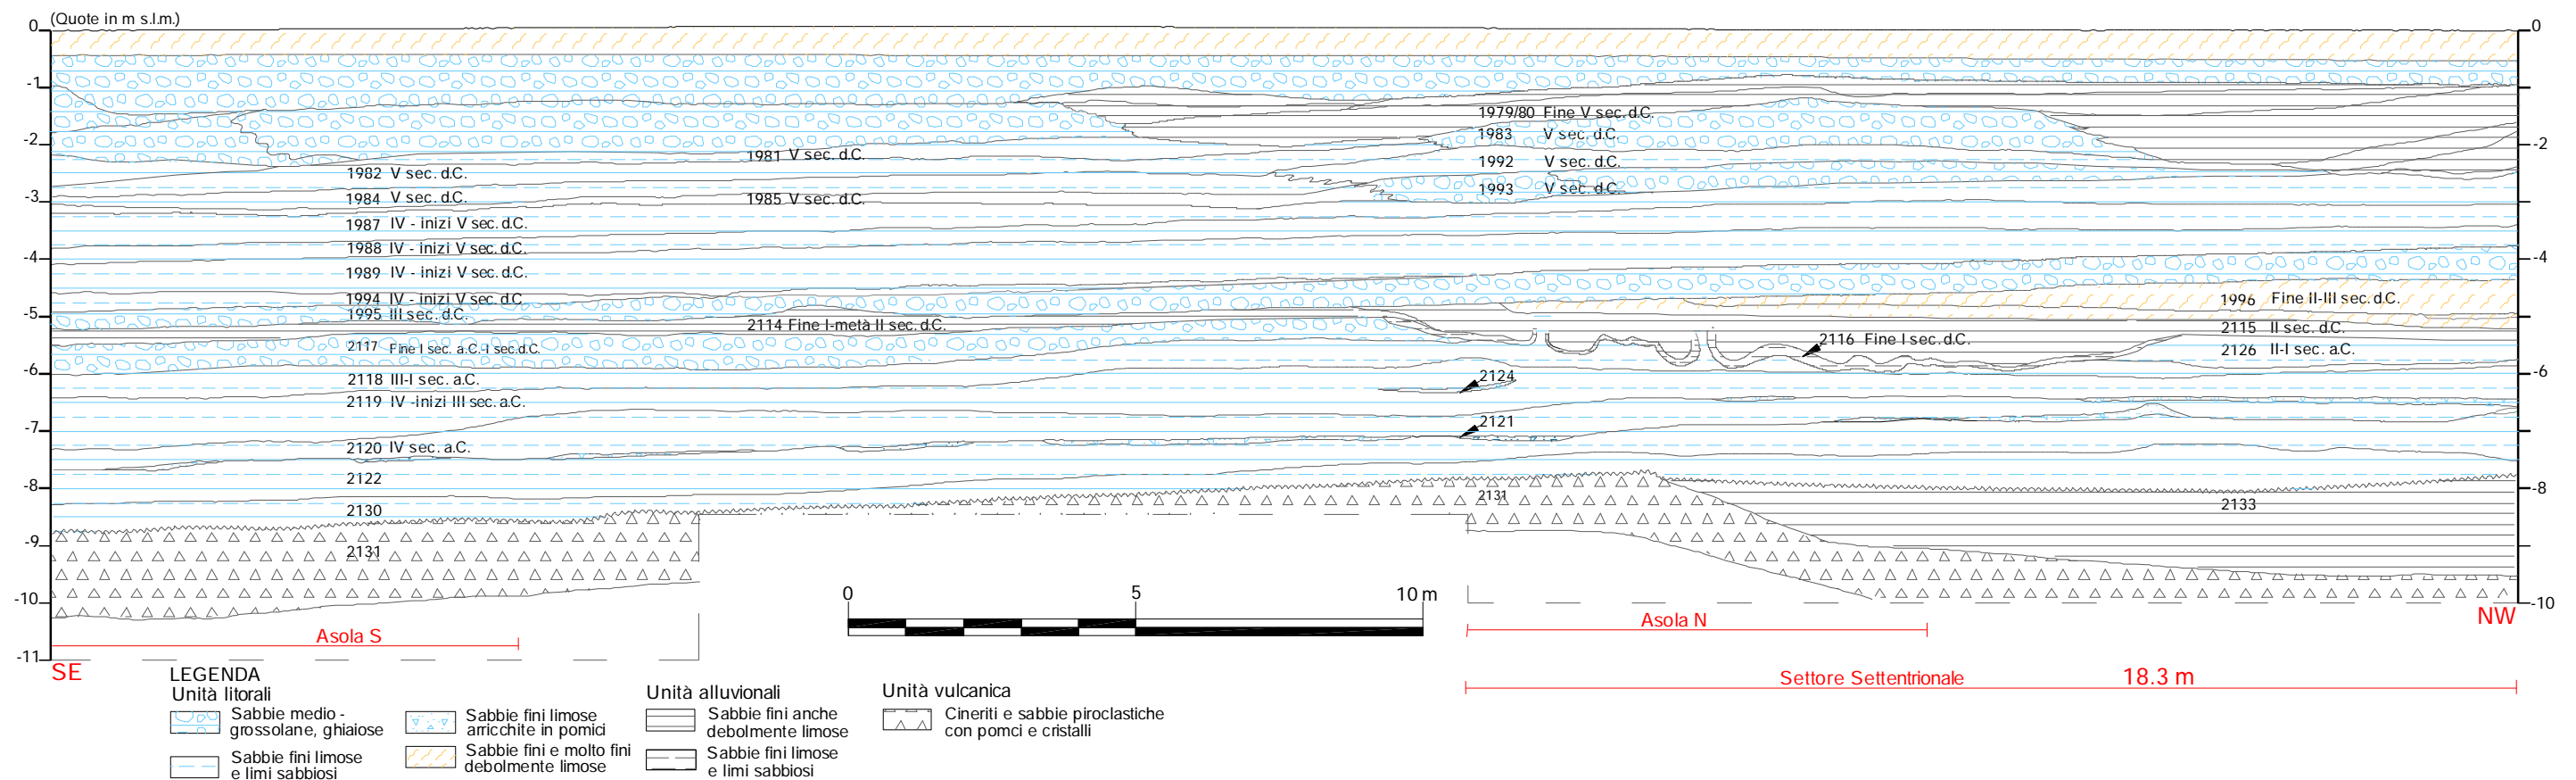 (Quote in m s.l.m.)
0
0
-1
1979/80 Fine V sec. d.C.
-2
1983 V sec. d.C.
-2
1981 V sec. d.C.
1992 V sec. d.C.
1982 V sec. d.C.
1993 V sec. d.C.
-3
1984 V sec. d.C.
1985 V sec. d.C.
1987 IV - inizi V sec. d.C.
1988 IV - inizi V sec. d.C.
-4
-4
1989 IV - inizi V sec. d.C.
1994 IV - inizi V sec. d.C.
1996 Fine II-III sec. d.C.
-5
1995 III sec. d.C.
2114 Fine I-metà II sec. d.C.
2115 II sec. d.C.
2117 Fine I sec. a.C.-I sec. d.C.
2116 Fine I sec. d.C.
2126 II-I sec. a.C.
-6
2118 III-I sec. a.C.
2124
-6
2119 IV -inizi III sec. a.C.
-7
2121
2120 IV sec. a.C.
2122
-8
2131
-8
2130
2133
-9
2131
-10
0 5 10 m
-10
Asola S
Asola N
NW
-11
SE
Settore Settentrionale 18.3 m
LEGENDA
Unità litorali
Sabbie medio -
grossolane, ghiaiose
Sabbie fini limose
e limi sabbiosi
Sabbie fini limose
arricchite in pomici
Sabbie fini e molto fini
debolmente limose
Unità alluvionali
Sabbie fini anche
debolmente limose
Sabbie fini limose
e limi sabbiosi
Unità vulcanica
Cineriti e sabbie piroclastiche
con pomci e cristalli